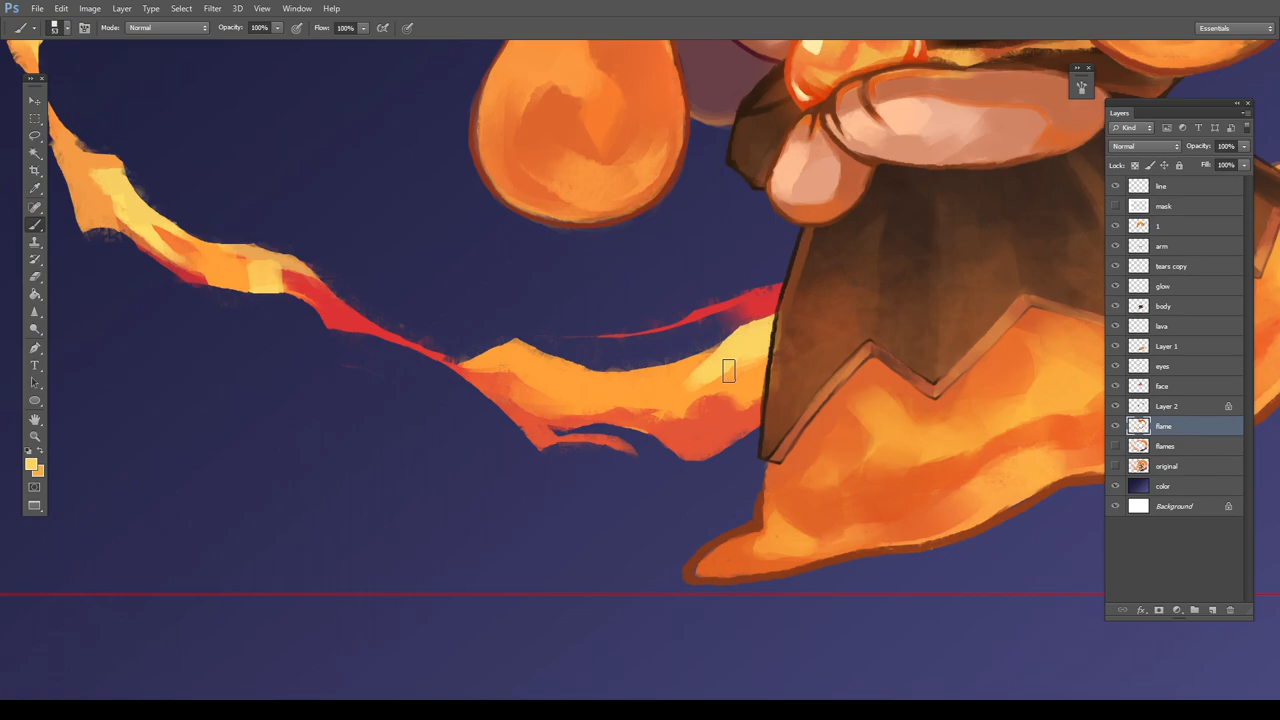 Ps File Edit Image Layer Type Select Filter 3D View Window Help
53 Mode: Normal Opacity: 100% Flow: 100% Essentials
Layers
Kind
Normal Opacity: 100%
Lock: Fill: 100%
line
mask
1
arm
tears copy
glow
body
lava
Layer 1
eyes
face
Layer 2
flame
flames
original
color
Background